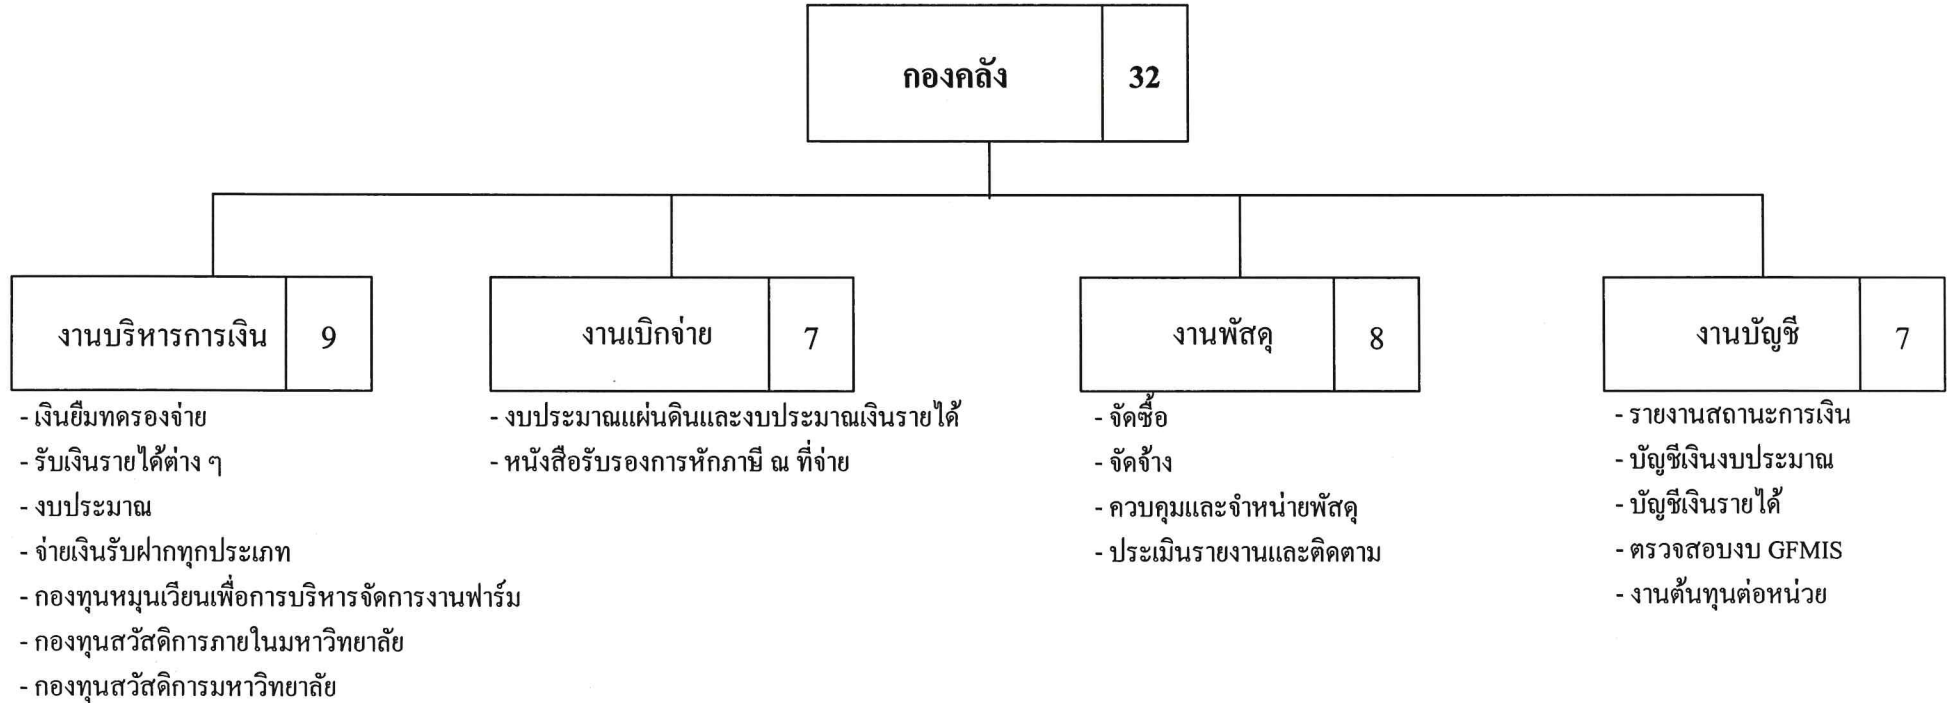 กองคลัง 32
งานบริหารการเงิน 9
- เงินยืมทดรองจ่าย
- รับเงินรายได้ต่าง ๆ
- งบประมาณ
- จ่ายเงินรับฝากทุกประเภท
- กองทุนหมุนเวียนเพื่อการบริหารจัดการงานฟาร์ม
- กองทุนสวัสดิการภายในมหาวิทยาลัย
- กองทุนสวัสดิการมหาวิทยาลัย
งานเบิกจ่าย 7
- งบประมาณแผ่นดินและงบประมาณเงินรายได้
- หนังสือรับรองการหักภาษี ณ ที่จ่าย
งานพัสดุ 8
- จัดซื้อ
- จัดจ้าง
- ควบคุมและจำหน่ายพัสดุ
- ประเมินรายงานและติดตาม
งานบัญชี 7
- รายงานสถานะการเงิน
- บัญชีเงินงบประมาณ
- บัญชีเงินรายได้
- ตรวจสอบงบ GFMIS
- งานต้นทุนต่อหน่วย